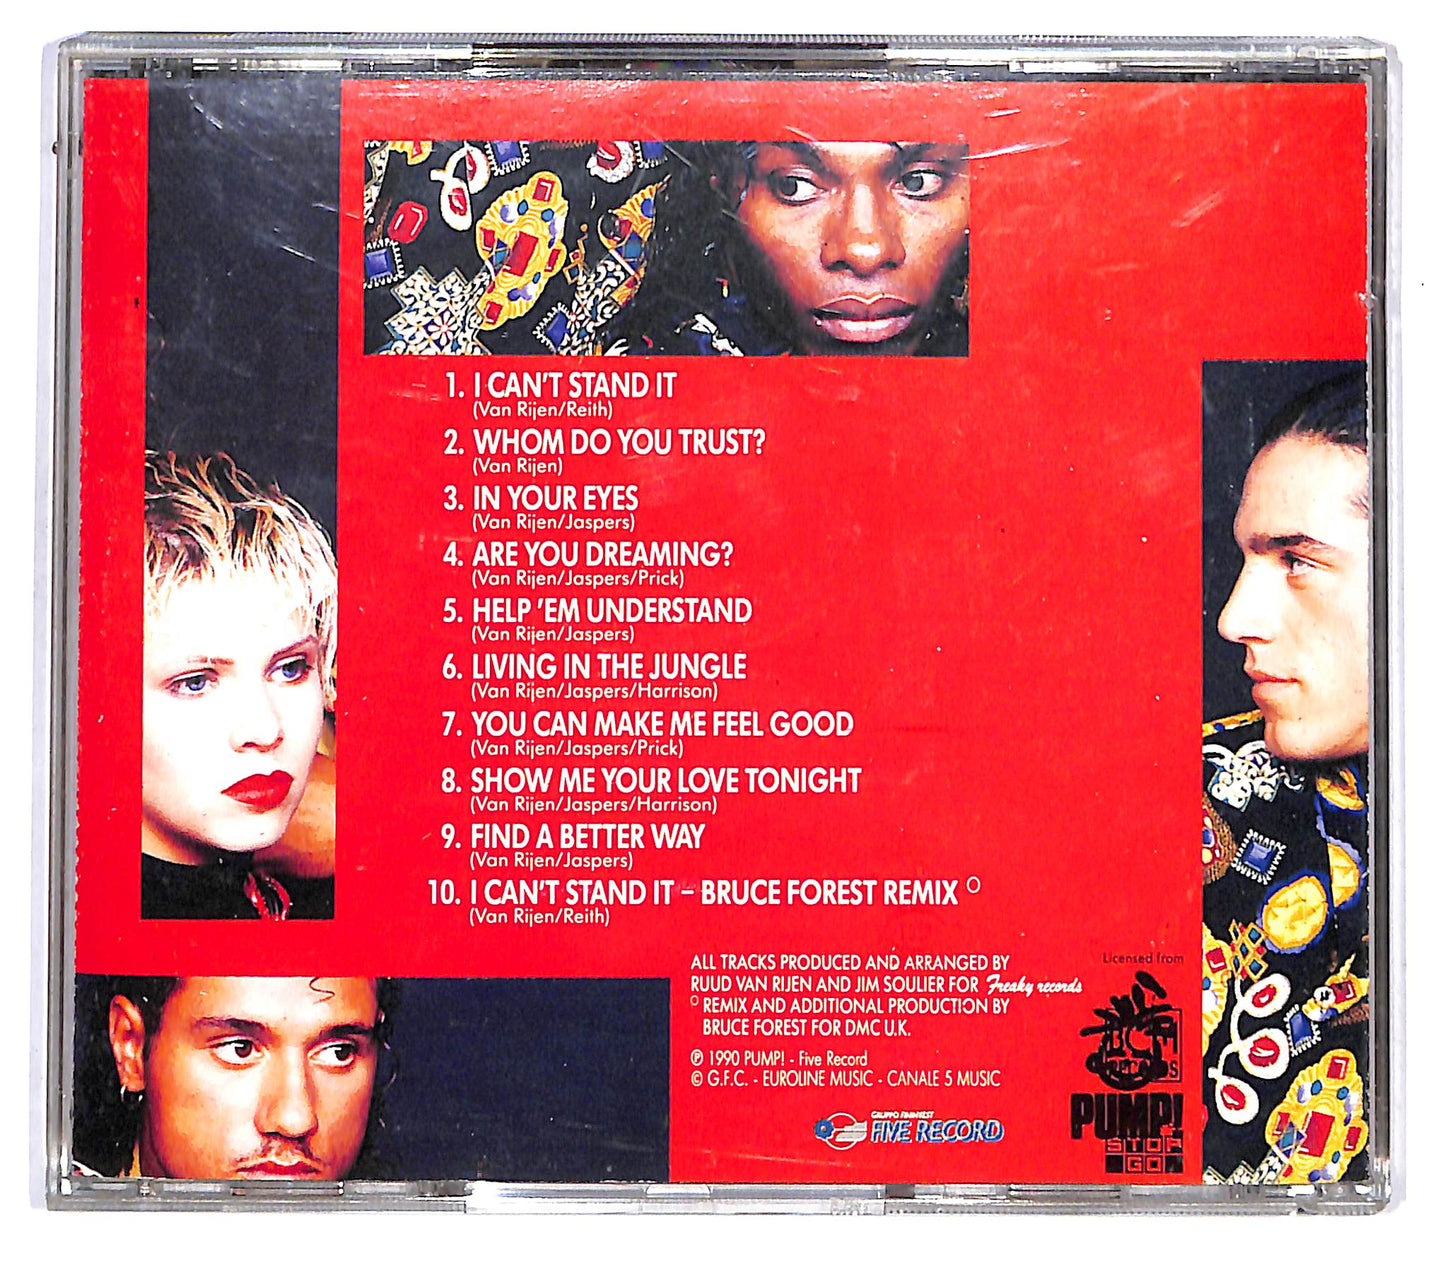 1. I CAN'T STAND IT
(Van Rijen/Reith)
2. WHOM DO YOU TRUST?
(Van Rijen)
3. IN YOUR EYES
(Van Rijen/Jaspers)
4. ARE YOU DREAMING?
(Van Rijen/Jaspers/Prick)
5. HELP 'EM UNDERSTAND
(Van Rijen/Jaspers)
6. LIVING IN THE JUNGLE
(Van Rijen/Jaspers/Harrison)
7. YOU CAN MAKE ME FEEL GOOD
(Van Rijen/Jaspers/Prick)
8. SHOW ME YOUR LOVE TONIGHT
(Van Rijen/Jaspers/Harrison)
9. FIND A BETTER WAY
(Van Rijen/Jaspers)
10. I CAN'T STAND IT – BRUCE FOREST REMIX O
(Van Rijen/Reith)
ALL TRACKS PRODUCED AND ARRANGED BY
RUUD VAN RIJEN AND JIM SOULIER FOR Freaky records
O REMIX AND ADDITIONAL PRODUCTION BY
BRUCE FOREST FOR DMC U.K.
℗ 1990 PUMP! - Five Record
© G.F.C. - EUROLINE MUSIC - CANALE 5 MUSIC
GRUPPO FININVEST
FIVE RECORD
Licensed from
BCM
RECORDS
PUMP!
STOP
GO